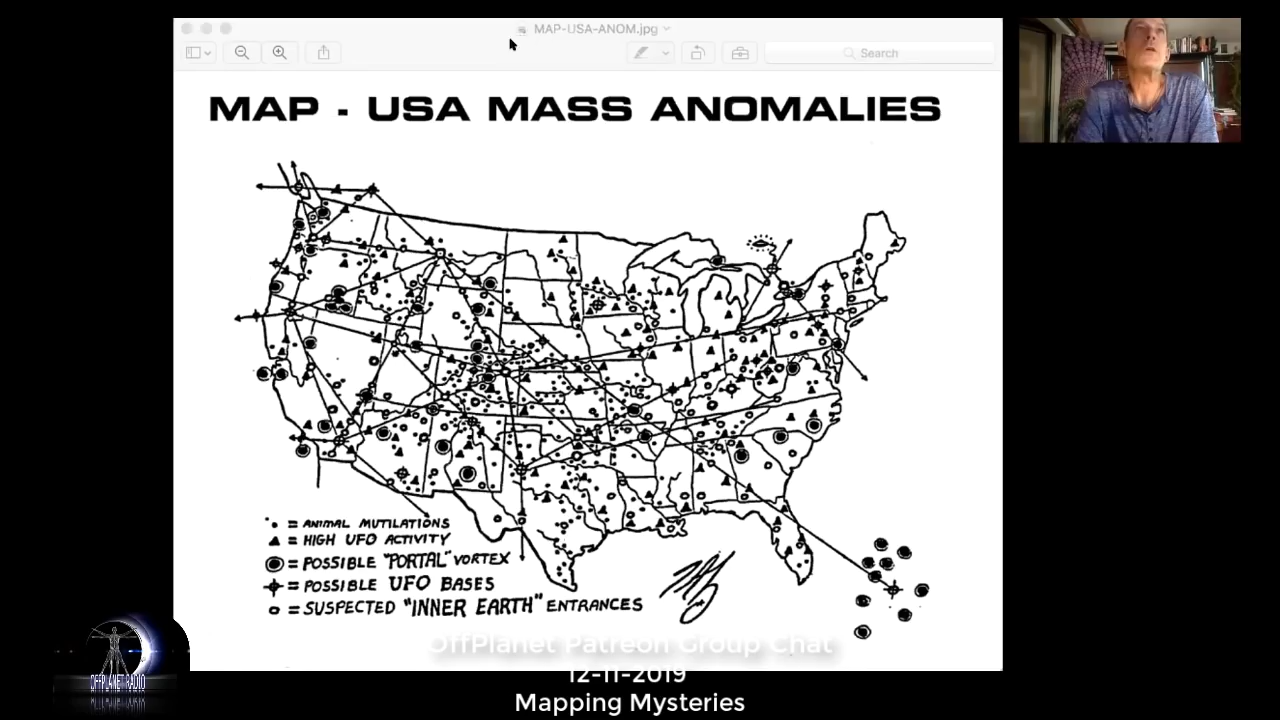 MAP-USA-ANOM.jpg
Search
MAP - USA MASS ANOMALIES
= ANIMAL MUTILATIONS
= HIGH UFO ACTIVITY
= POSSIBLE "PORTAL" VORTEX
= POSSIBLE UFO BASES
= SUSPECTED "INNER EARTH" ENTRANCES
OffPlanet Patreon Group Chat
12-11-2019
Mapping Mysteries
OFFPLANET RADIO